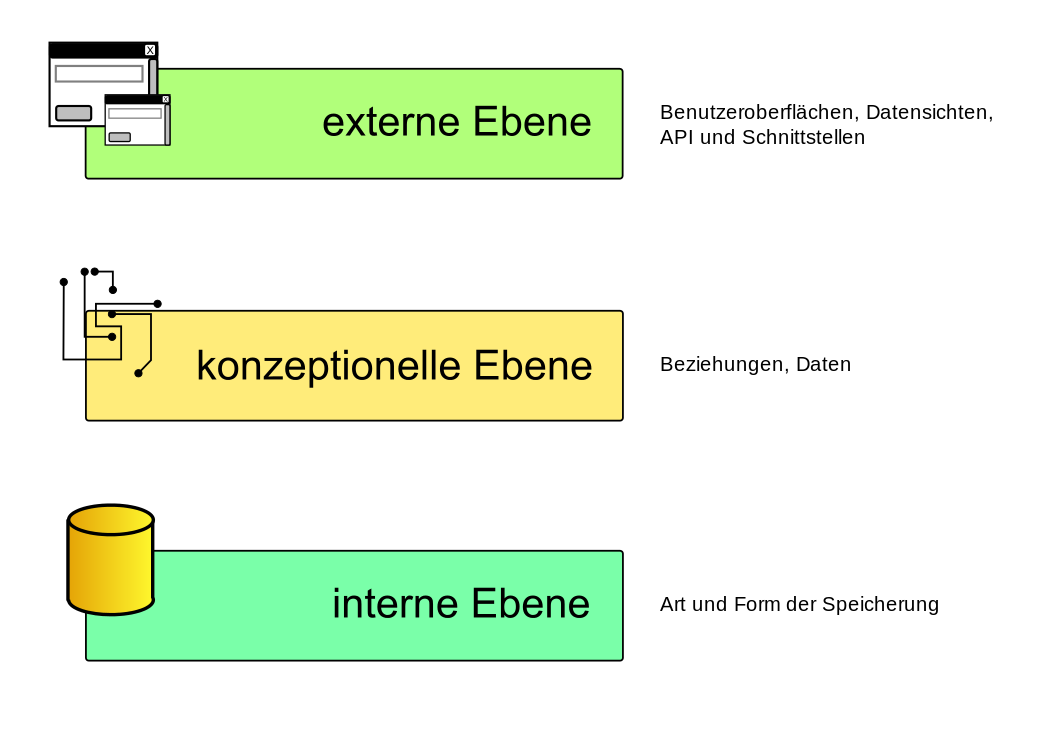 X
X
externe Ebene
Benutzeroberflächen, Datensichten,
API und Schnittstellen
konzeptionelle Ebene
Beziehungen, Daten
interne Ebene
Art und Form der Speicherung